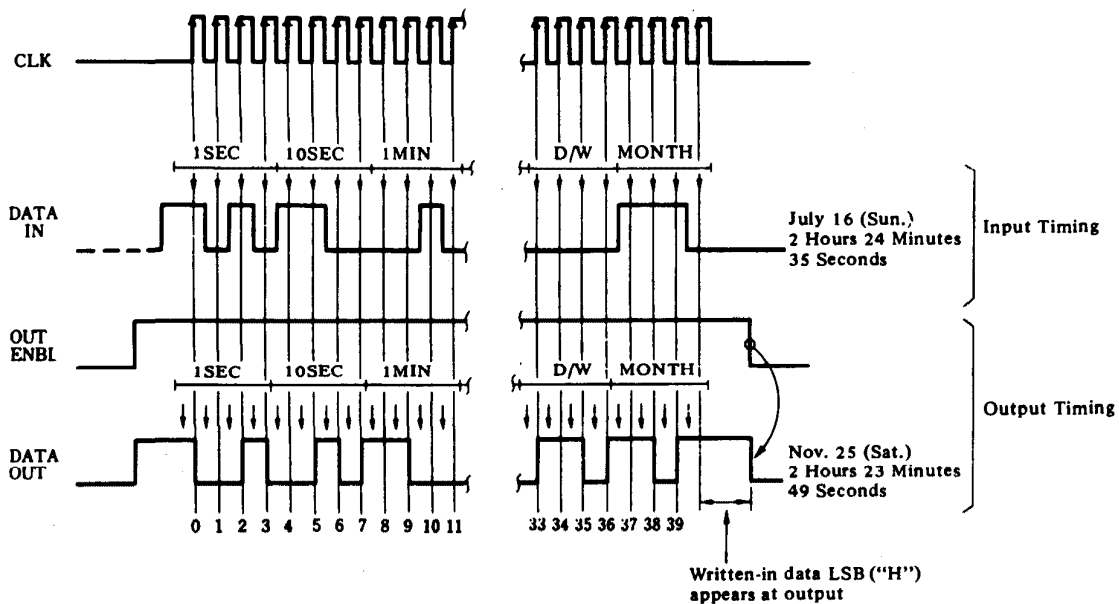 CLK
1SEC 10SEC 1MIN D/W MONTH
DATA
IN
July 16 (Sun.)
2 Hours 24 Minutes
35 Seconds
Input Timing
OUT
ENBL
1SEC 10SEC 1MIN D/W MONTH
Output Timing
DATA
OUT
Nov. 25 (Sat.)
2 Hours 23 Minutes
49 Seconds
0 1 2 3 4 5 6 7 8 9 10 11 33 34 35 36 37 38 39
Written-in data LSB ("H")
appears at output